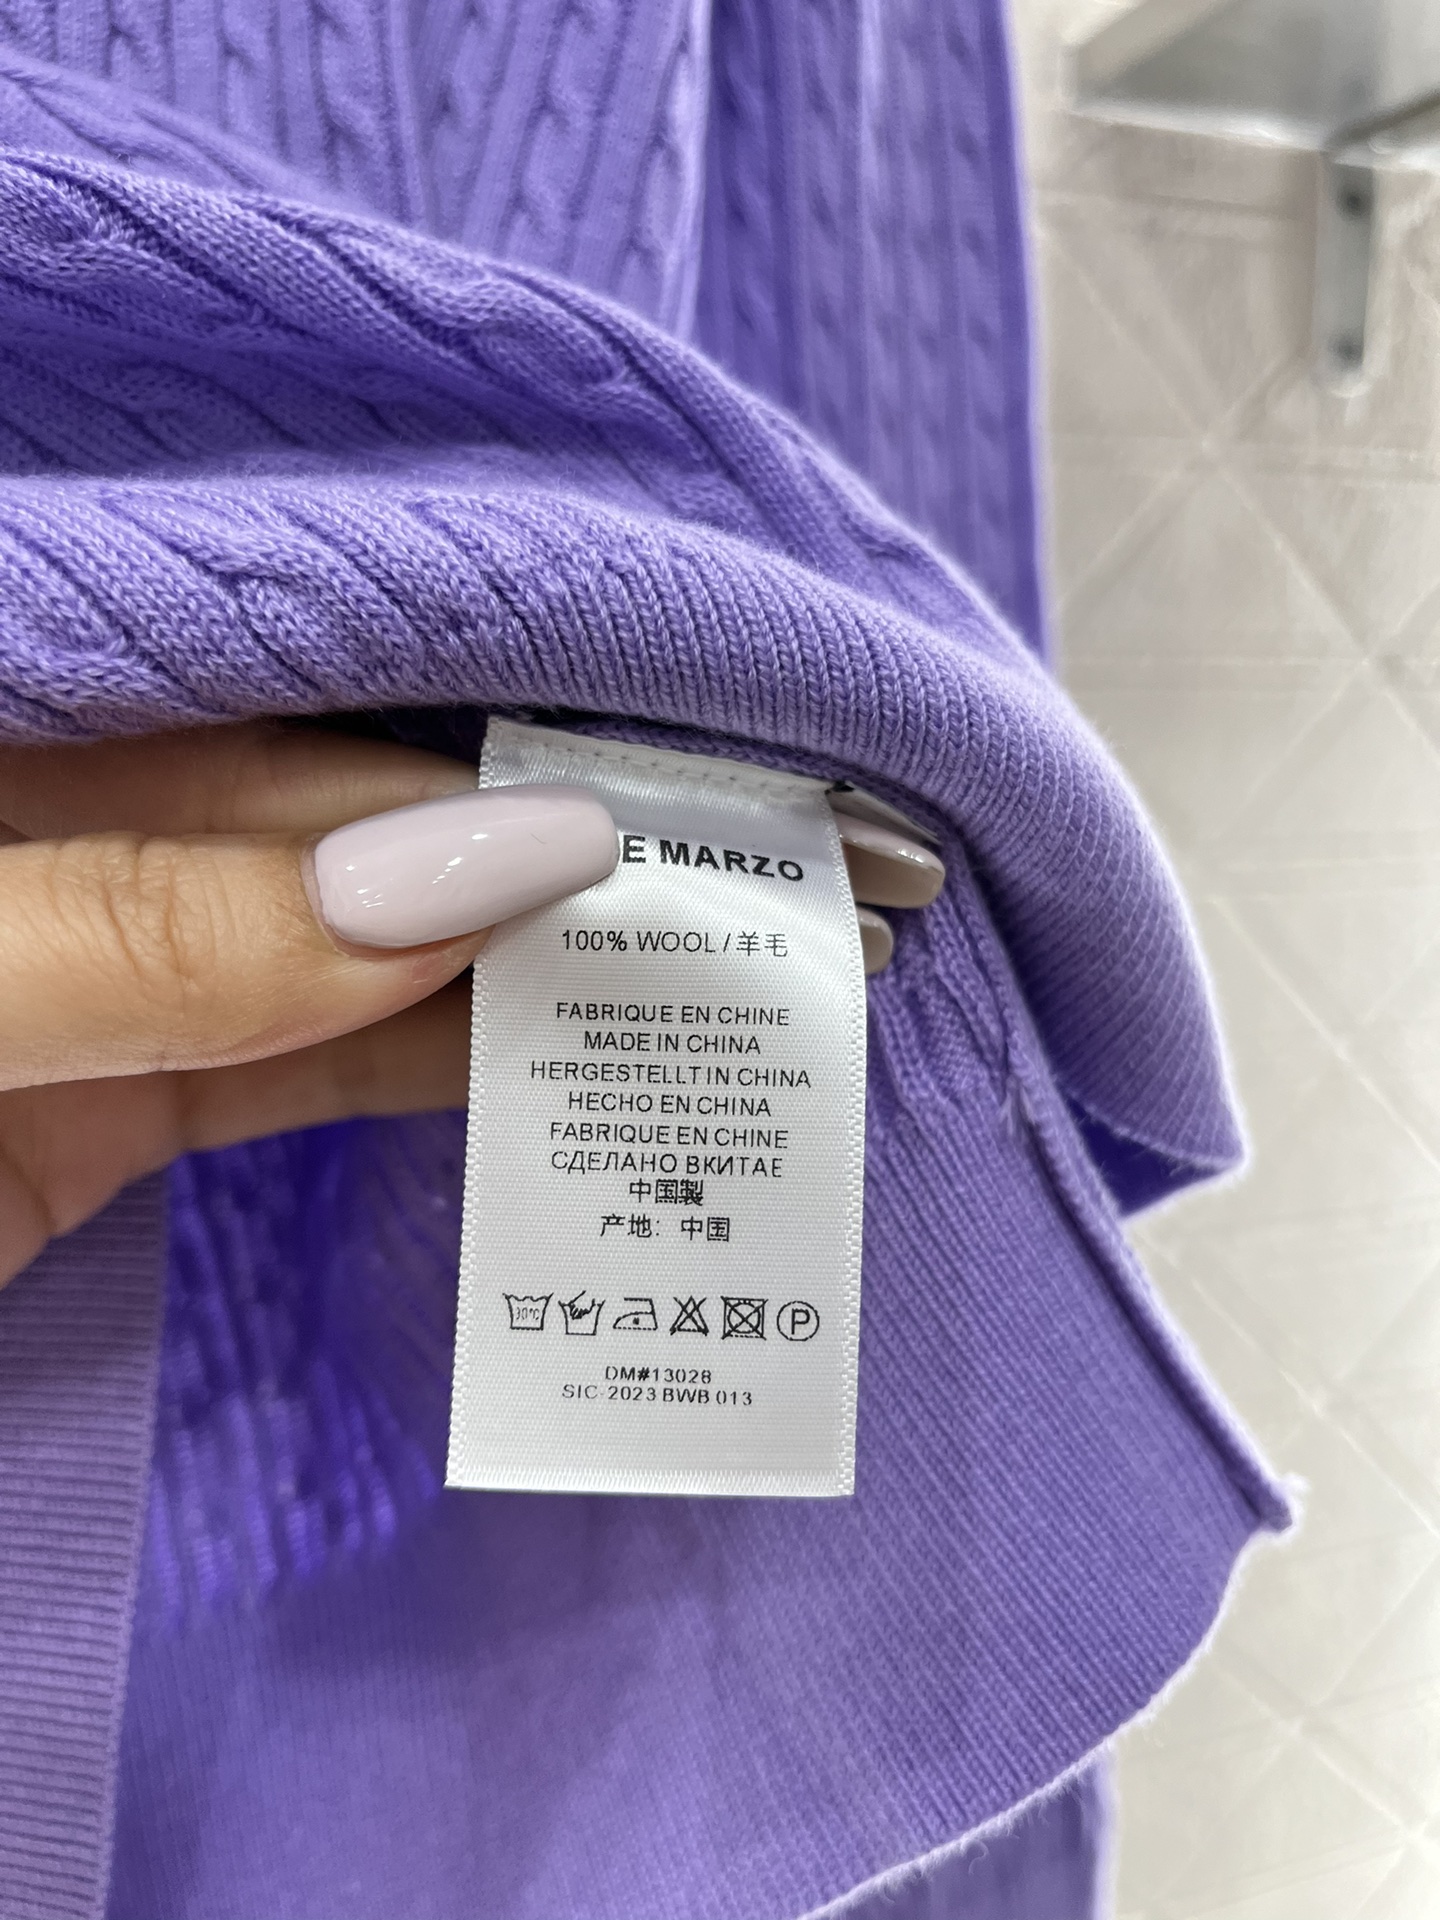 E MARZO
100% WOOL / 羊毛
FABRIQUE EN CHINE
MADE IN CHINA
HERGESTELLT IN CHINA
HECHO EN CHINA
FABRIQUE EN CHINE
СДЕЛАНО ВКИТАЕ
中国製
产地: 中国
30°C
P
DM#13028
SIC-2023 BWB 013